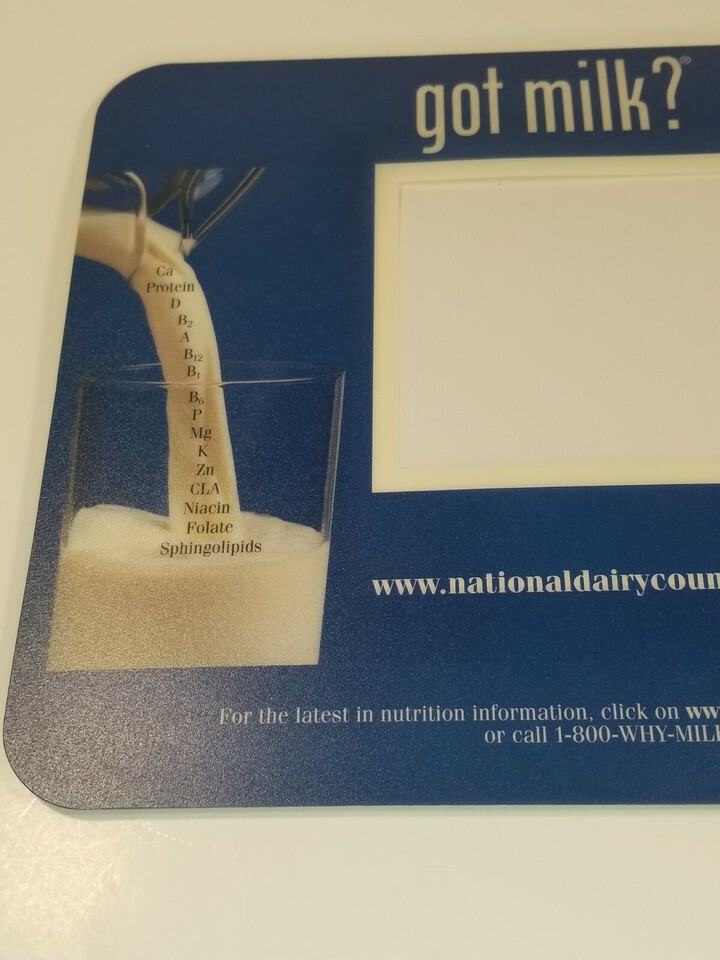 got milk?®
Ca
Protein
D
B₂
A
B₁₂
B₁
B₆
P
Mg
K
Zn
CLA
Niacin
Folate
Sphingolipids
www.nationaldairycoun
For the latest in nutrition information, click on ww
or call 1-800-WHY-MIL